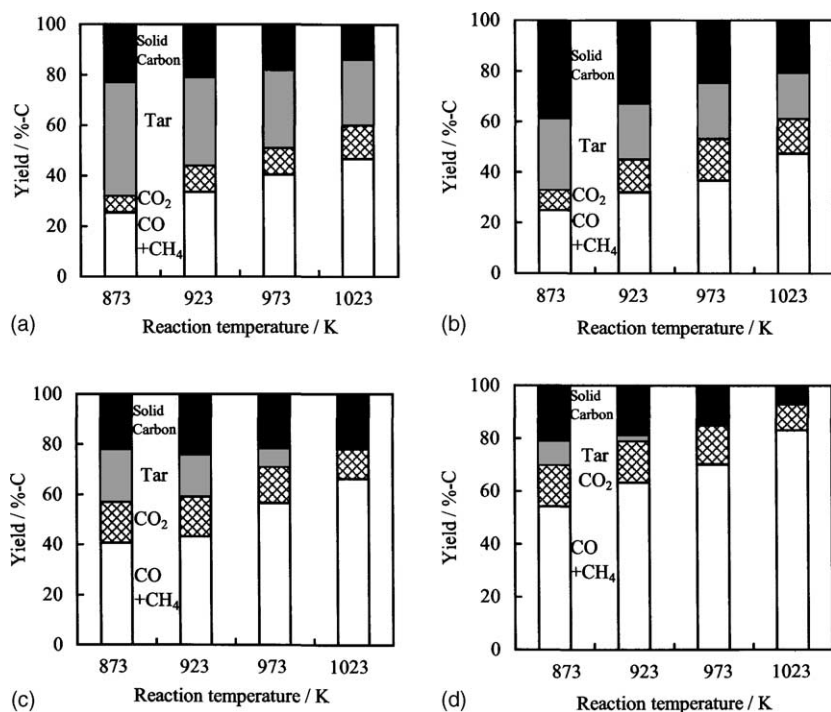 100
80
60
40
20
0
Yield / %-C
Solid
Carbon
Tar
CO₂
CO
+CH₄
873 923 973 1023
(a) Reaction temperature / K
100
80
60
40
20
0
Yield / %-C
Solid
Carbon
Tar
CO₂
CO
+CH₄
873 923 973 1023
(b) Reaction temperature / K
100
80
60
40
20
0
Yield / %-C
Solid
Carbon
Tar
CO₂
CO
+CH₄
873 923 973 1023
(c) Reaction temperature / K
100
80
60
40
20
0
Yield / %-C
Solid
Carbon
Tar
CO₂
CO
+CH₄
873 923 973 1023
(d) Reaction temperature / K